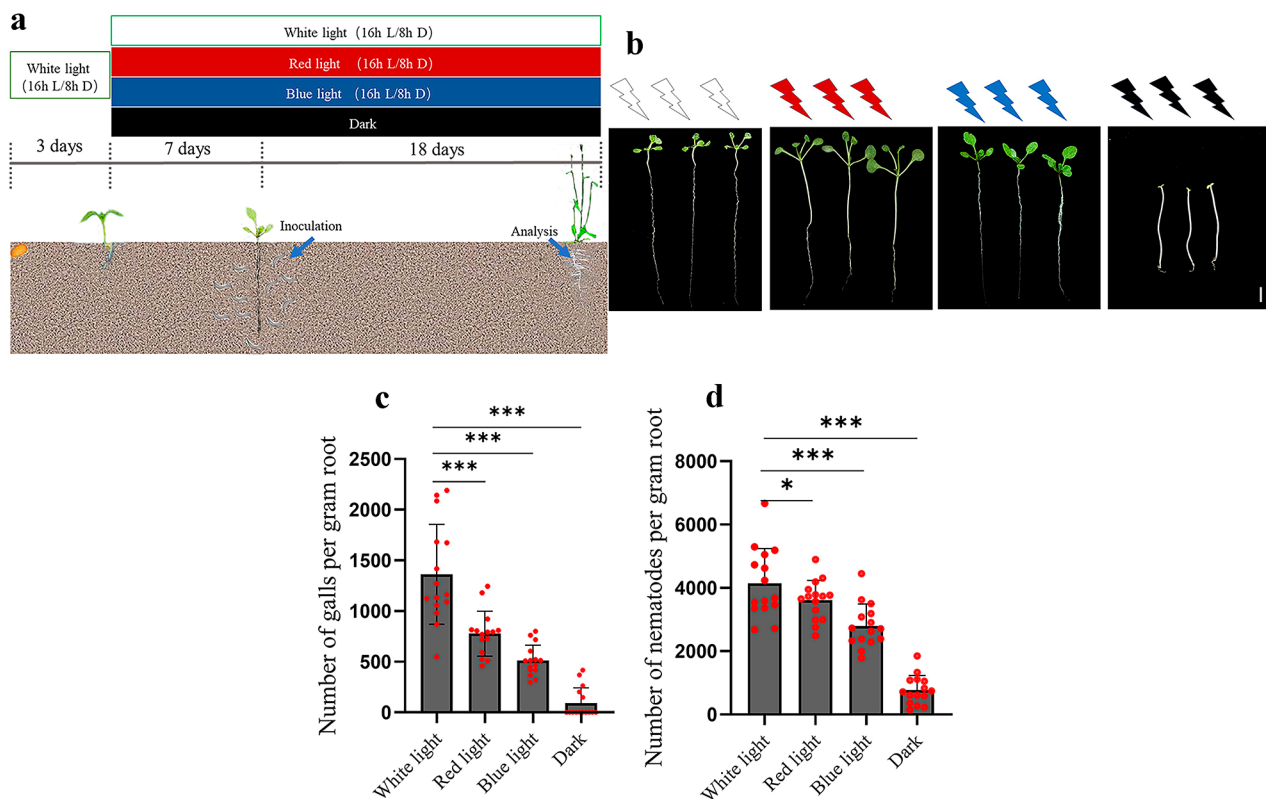 a
White light（16h L/8h D）
White light
（16h L/8h D）
Red light （16h L/8h D）
Blue light （16h L/8h D）
Dark
3 days
7 days
18 days
Inoculation
Analysis
b
c
***
***
***
Number of galls per gram root
2500
2000
1500
1000
500
0
White light
Red light
Blue light
Dark
d
***
***
*
Number of nematodes per gram root
8000
6000
4000
2000
0
White light
Red light
Blue light
Dark